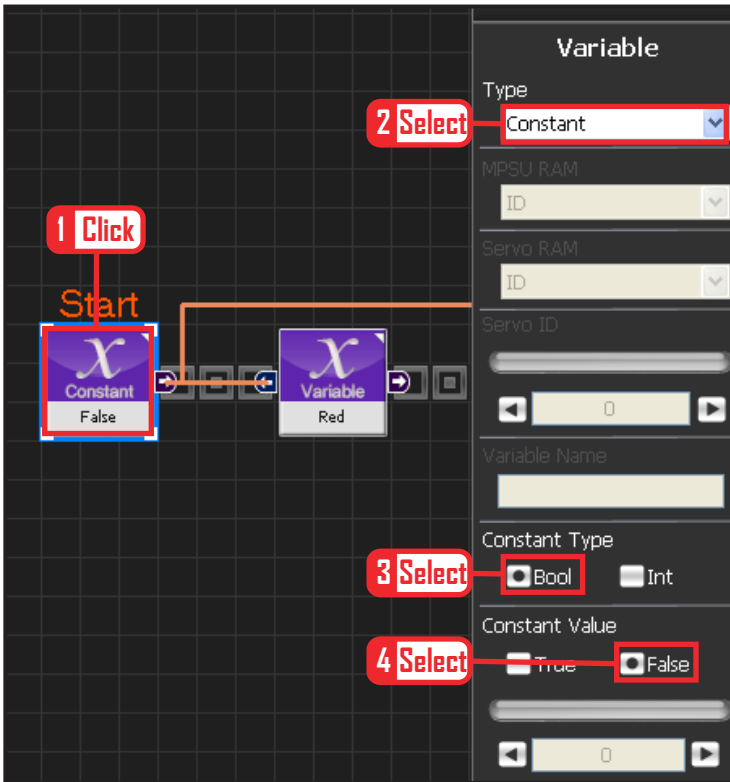 Variable
Type
2 Select
Constant
MPSU RAM
ID
1 Click
Servo RAM
ID
Start
Servo ID
x
Constant
False
x
Variable
Red
0
Variable Name
Constant Type
3 Select
Bool
Int
Constant Value
4 Select
True
False
0